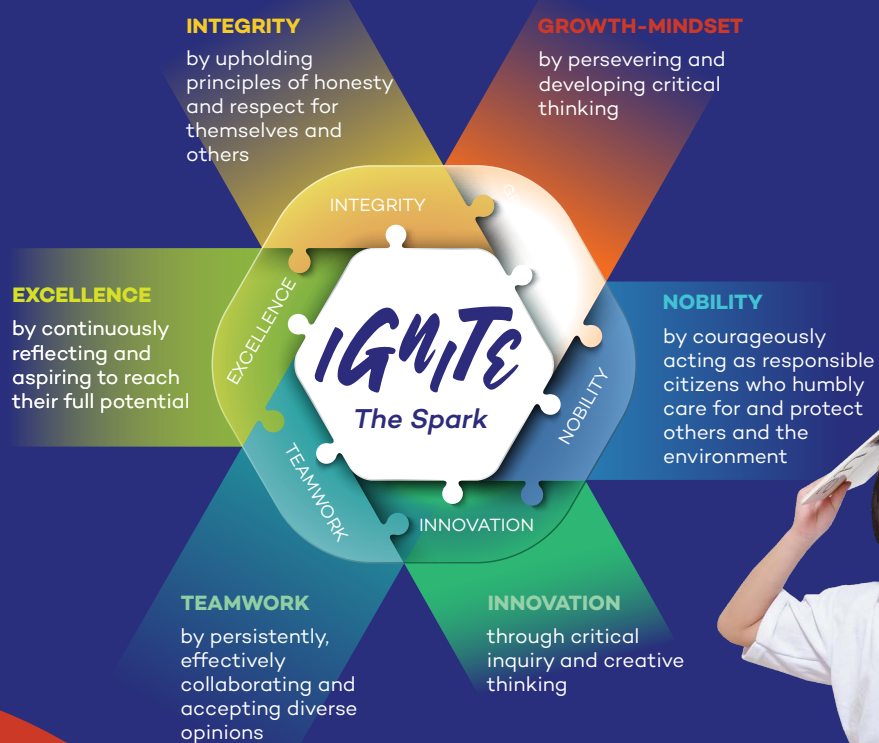 INTEGRITY
by upholding
principles of honesty
and respect for
themselves and
others
GROWTH-MINDSET
by persevering and
developing critical
thinking
INTEGRITY
EXCELLENCE
by continuously
reflecting and
aspiring to reach
their full potential
EXCELLENCE
IGNITE
The Spark
NOBILITY
NOBILITY
by courageously
acting as responsible
citizens who humbly
care for and protect
others and the
environment
TEAMWORK
INNOVATION
TEAMWORK
by persistently,
effectively
collaborating and
accepting diverse
opinions
INNOVATION
through critical
inquiry and creative
thinking